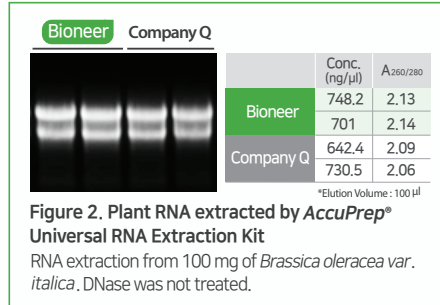 Bioneer Company Q
Conc. (ng/µl) A260/280
Bioneer 748.2 2.13
701 2.14
Company Q 642.4 2.09
730.5 2.06
*Elution Volume : 100 µl
Figure 2. Plant RNA extracted by AccuPrep®
Universal RNA Extraction Kit
RNA extraction from 100 mg of Brassica oleracea var.
italica. DNase was not treated.